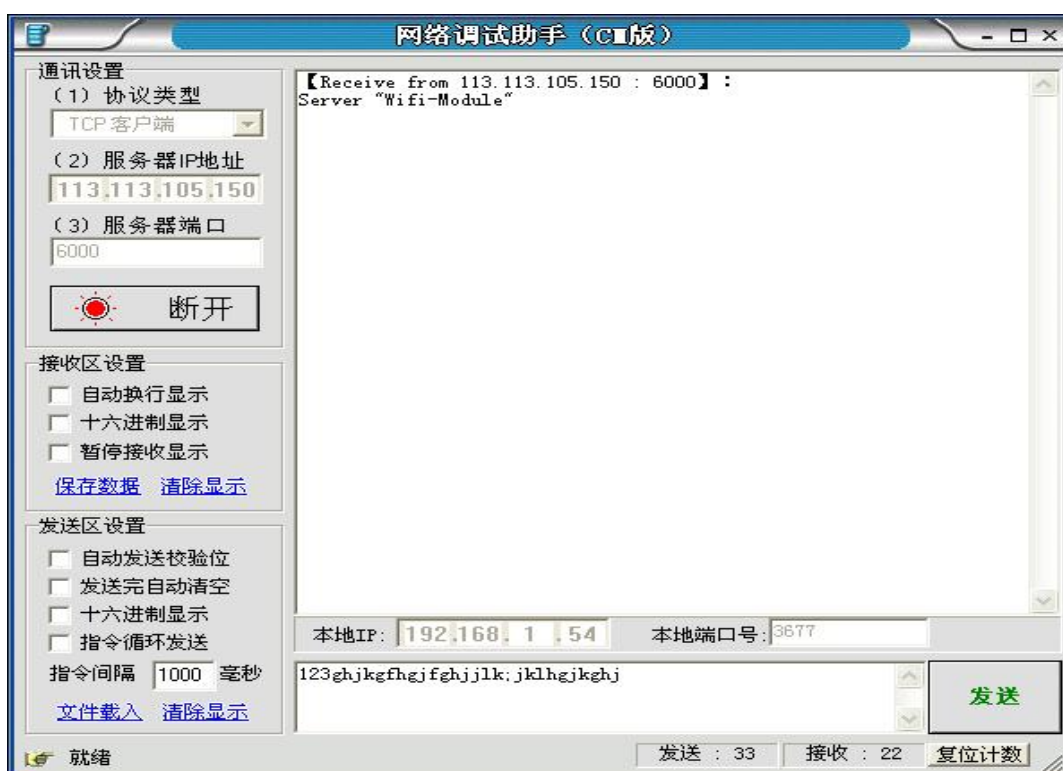 网络调试助手（CⅢ版）
通讯设置
（1）协议类型
TCP 客户端
（2）服务器IP地址
113.113.105.150
（3）服务器端口
6000
断开
接收区设置
自动换行显示
十六进制显示
暂停接收显示
保存数据 清除显示
发送区设置
自动发送校验位
发送完自动清空
十六进制显示
指令循环发送
指令间隔 1000 毫秒
文件载入 清除显示
【Receive from 113.113.105.150 : 6000】：
Server "Wifi-Module"
本地IP: 192.168. 1 .54 本地端口号: 3677
123ghjkgfhgjfghjjlk;jklhgjkghj
发送
就绪
发送 : 33 接收 : 22 复位计数